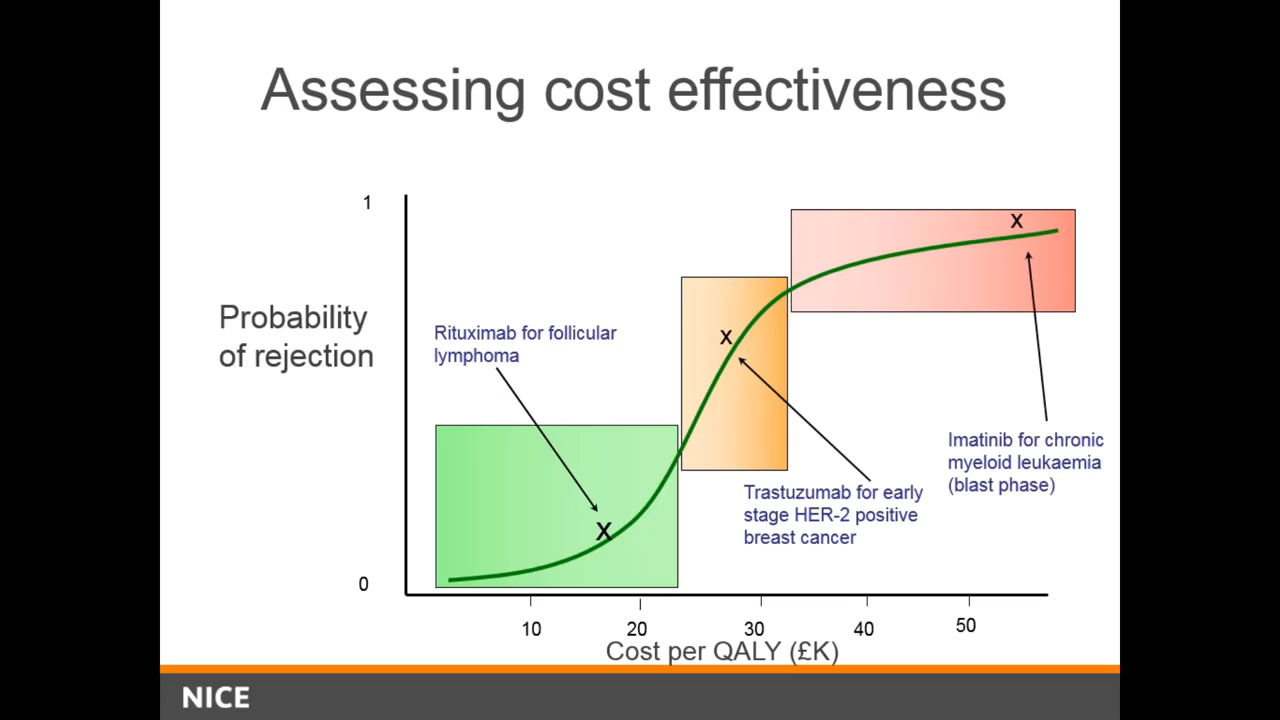 Assessing cost effectiveness
1
Probability
of rejection
0
Rituximab for follicular
lymphoma
x
x
x
Trastuzumab for early
stage HER-2 positive
breast cancer
Imatinib for chronic
myeloid leukaemia
(blast phase)
10 20 30 40 50
Cost per QALY (£K)
NICE